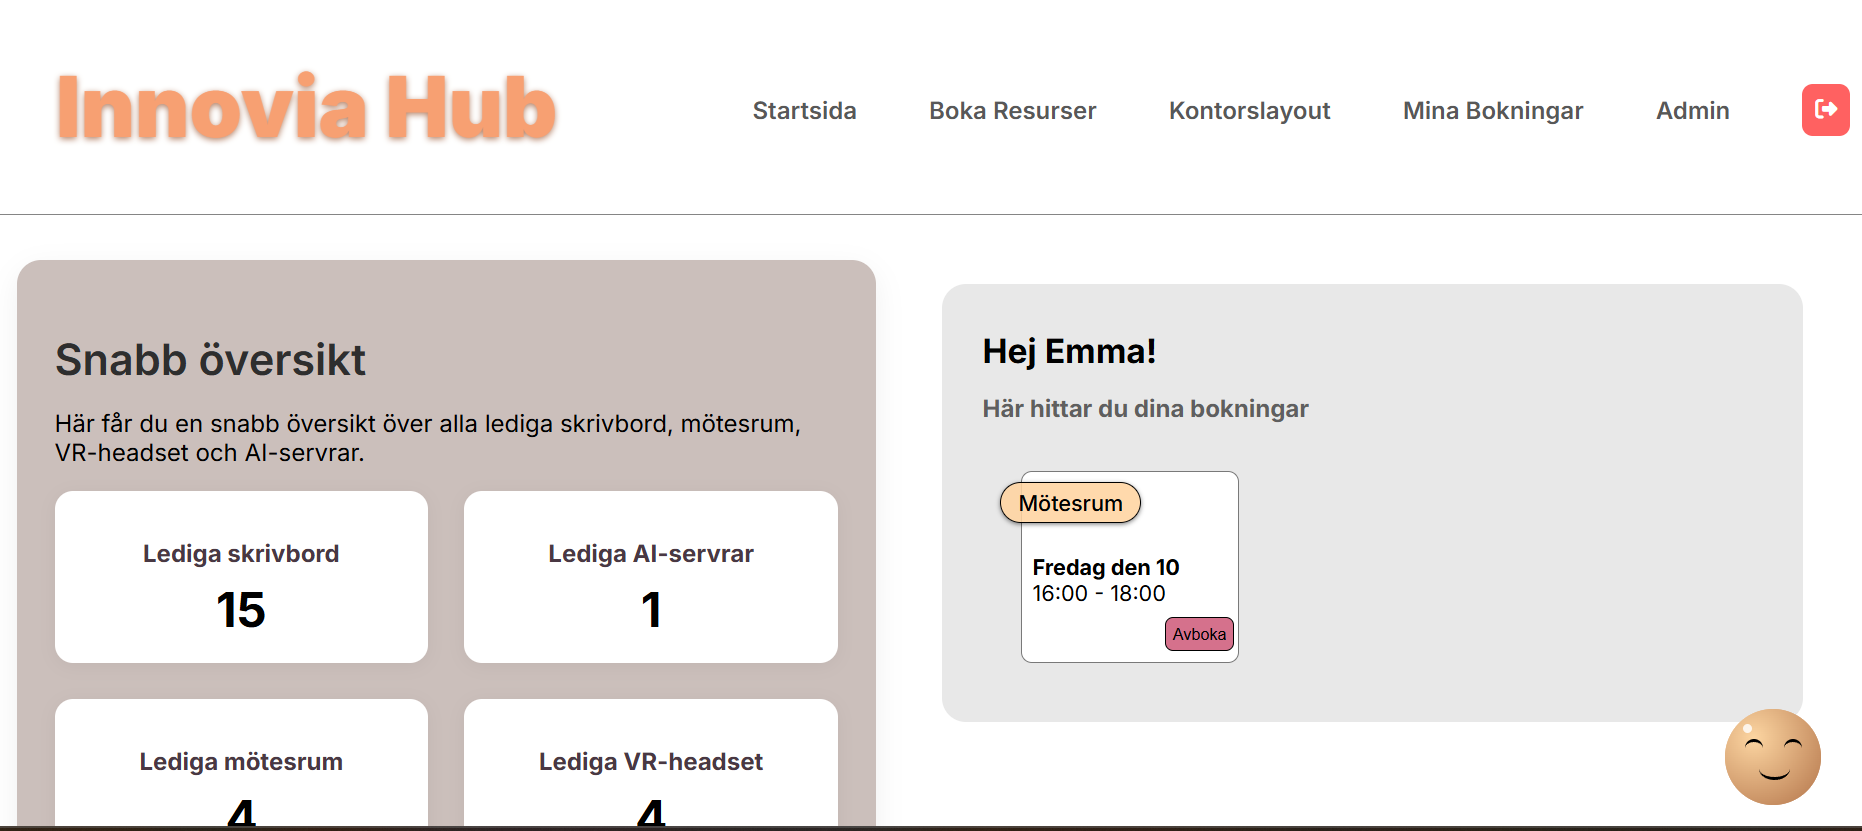 Innovia Hub
Startsida
Boka Resurser
Kontorslayout
Mina Bokningar
Admin
Snabb översikt
Här får du en snabb översikt över alla lediga skrivbord, mötesrum,
VR-headset och AI-servrar.
Lediga skrivbord
15
Lediga AI-servrar
1
Lediga mötesrum
4
Lediga VR-headset
4
Hej Emma!
Här hittar du dina bokningar
Mötesrum
Fredag den 10
16:00 - 18:00
Avboka